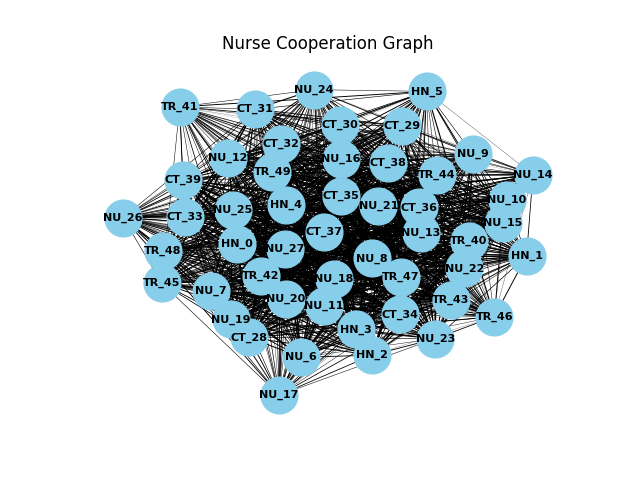 Nurse Cooperation Graph
NU_24
HN_5
TR_41
CT_31
CT_30
CT_29
CT_32
NU_12
NU_16
CT_38
NU_9
TR_49
TR_44
NU_14
CT_39
CT_35
NU_10
HN_4
NU_21
CT_36
NU_25
CT_33
NU_26
NU_15
CT_37
NU_13
HN_0
TR_40
NU_27
TR_48
HN_1
NU_8
NU_22
TR_42
TR_47
NU_18
TR_45
NU_7
NU_20
TR_43
NU_11
CT_34
TR_46
NU_19
HN_3
CT_28
NU_23
HN_2
NU_6
NU_17